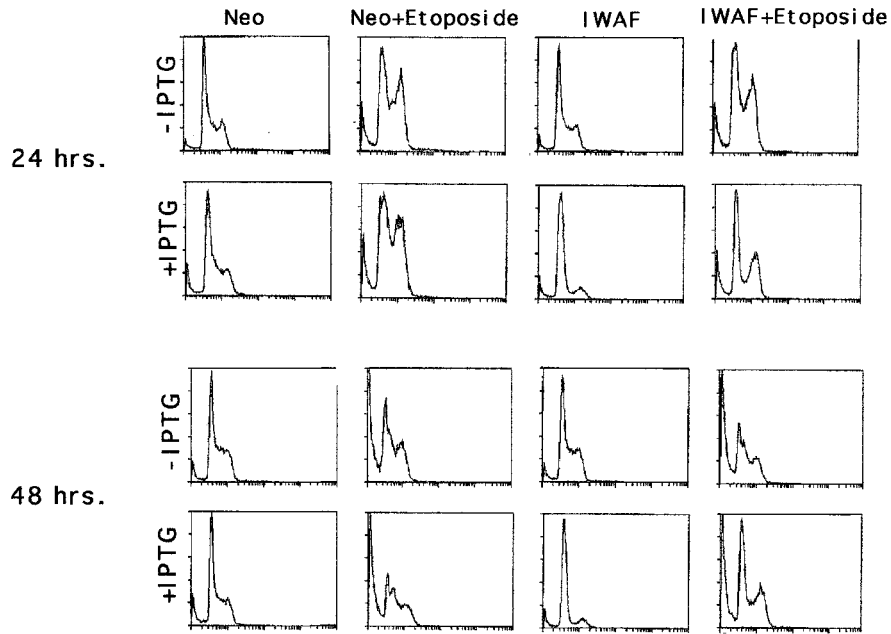 Neo Neo+Etoposide IWAF IWAF+Etoposide
24 hrs.
-IPTG
+IPTG
48 hrs.
-IPTG
+IPTG